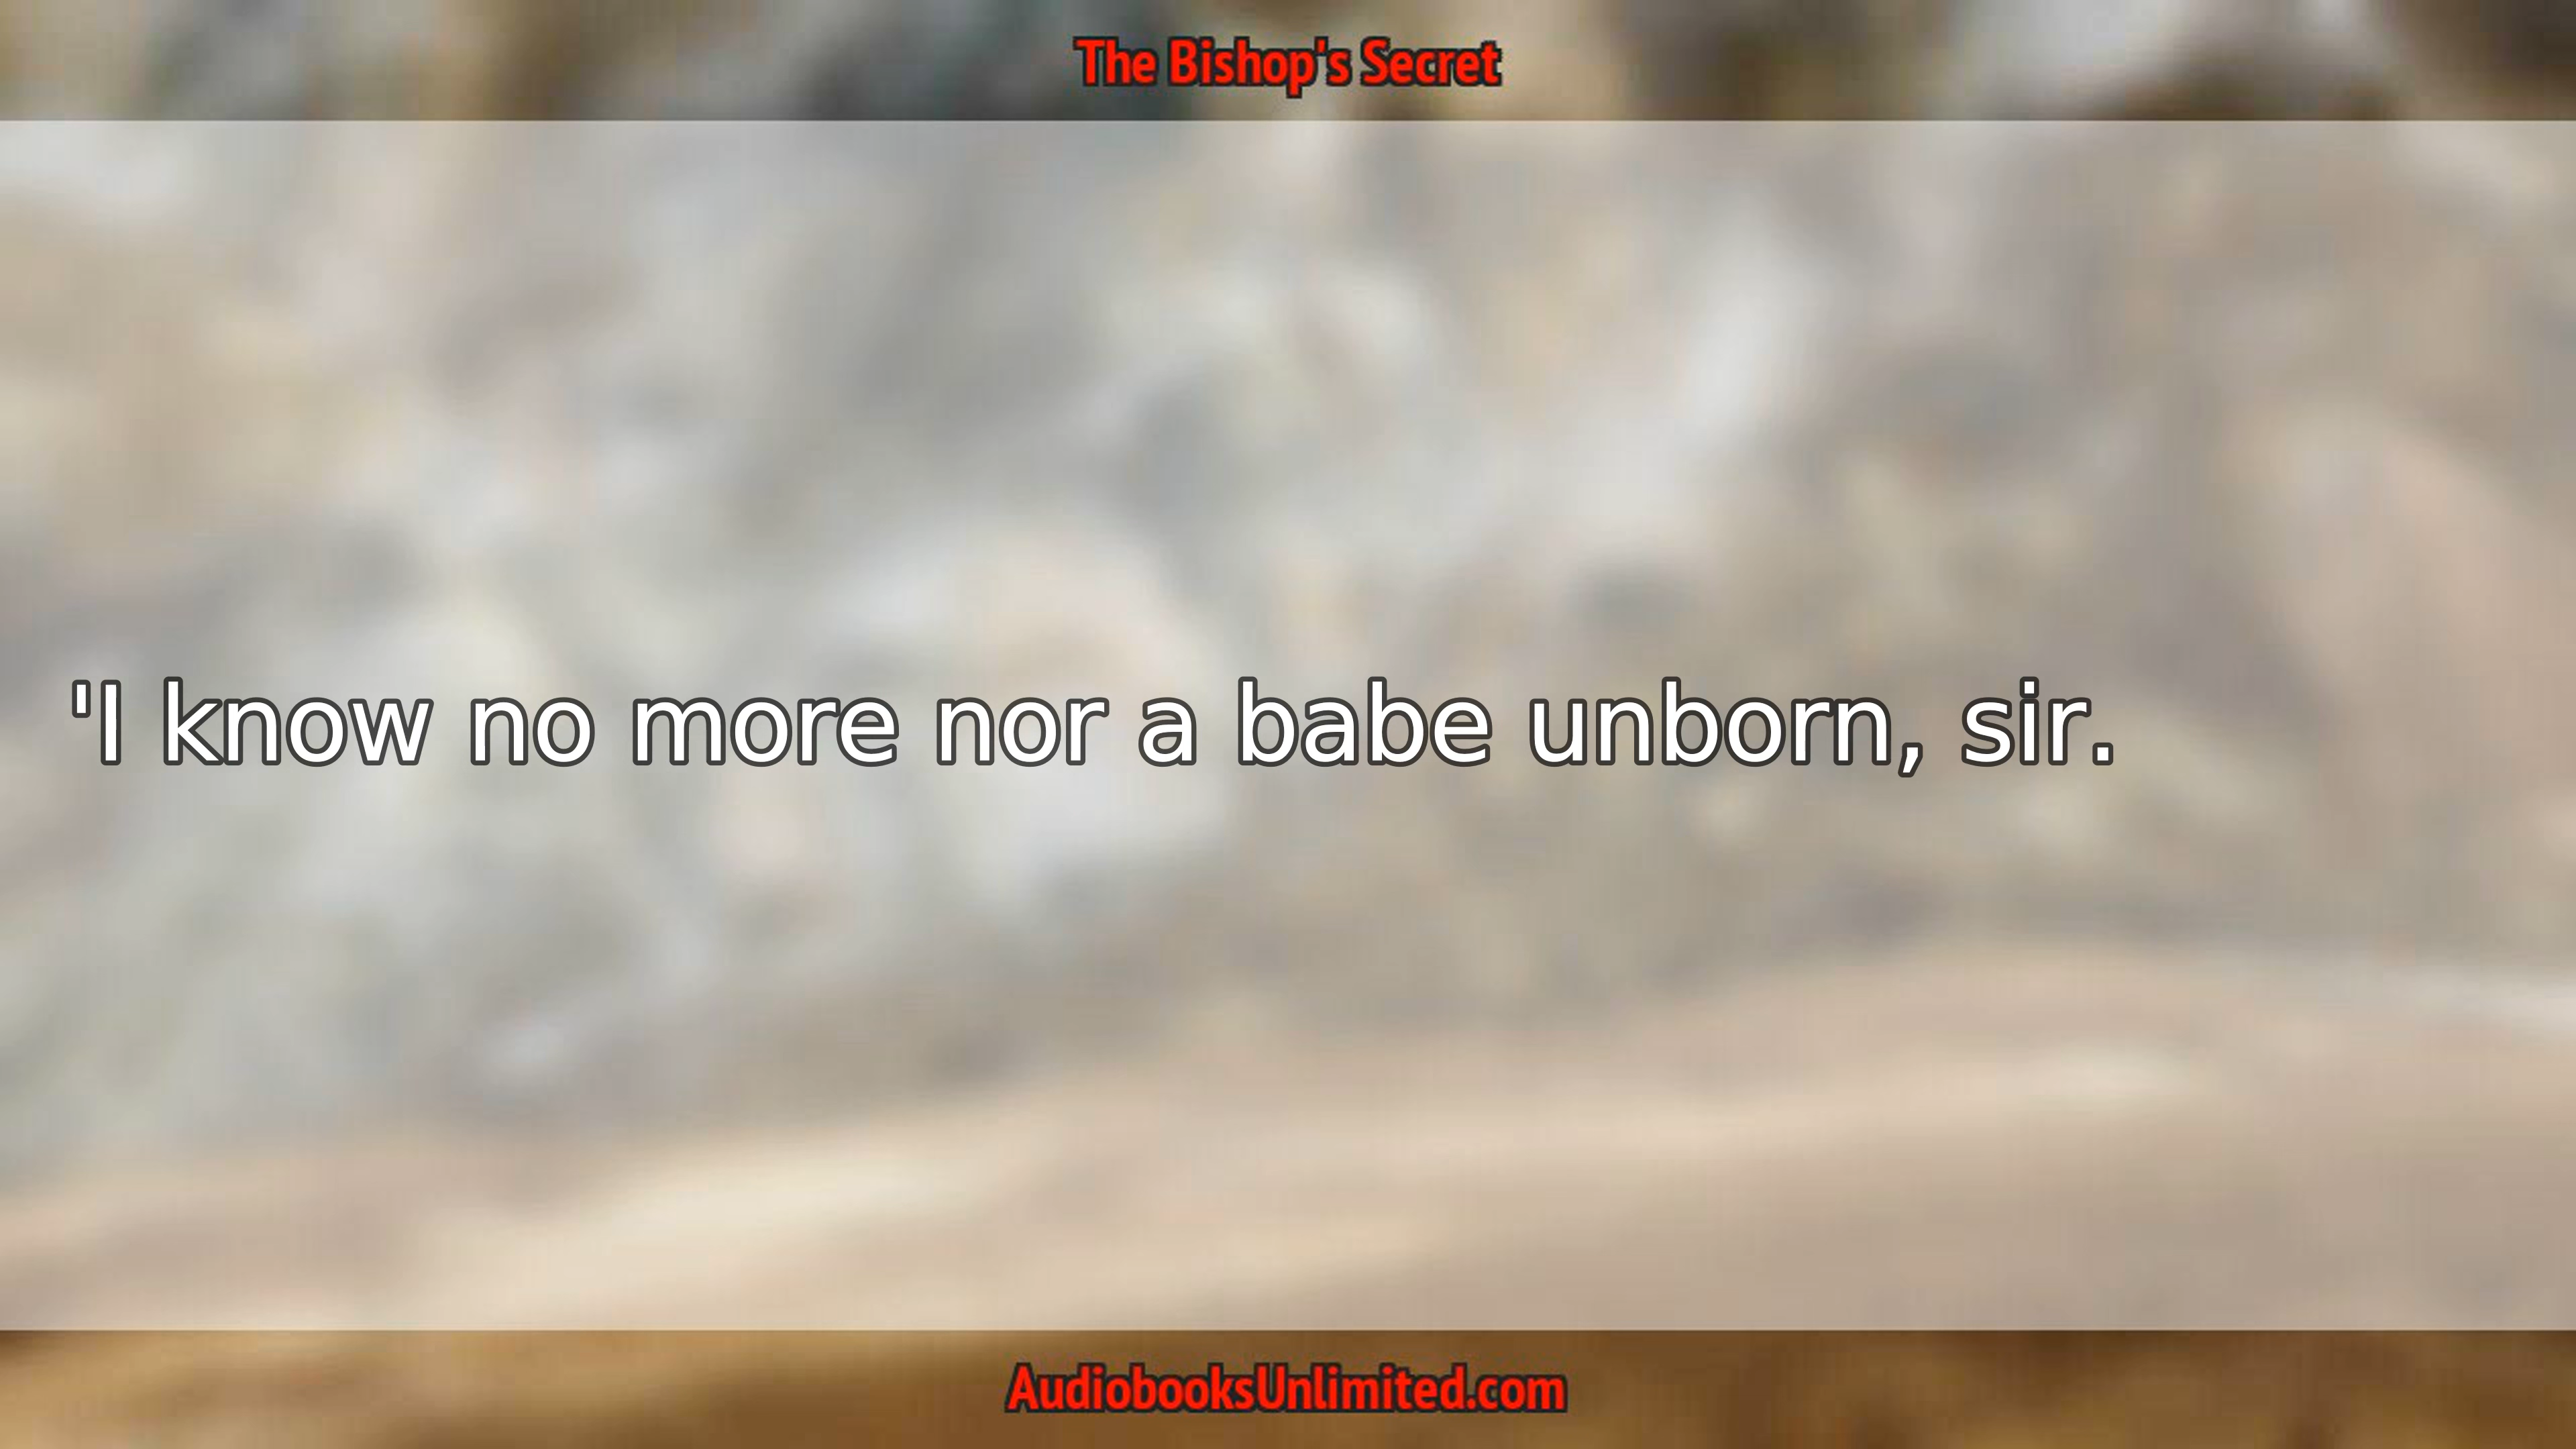 The Bishop's Secret
'I know no more nor a babe unborn, sir.
AudiobooksUnlimited.com